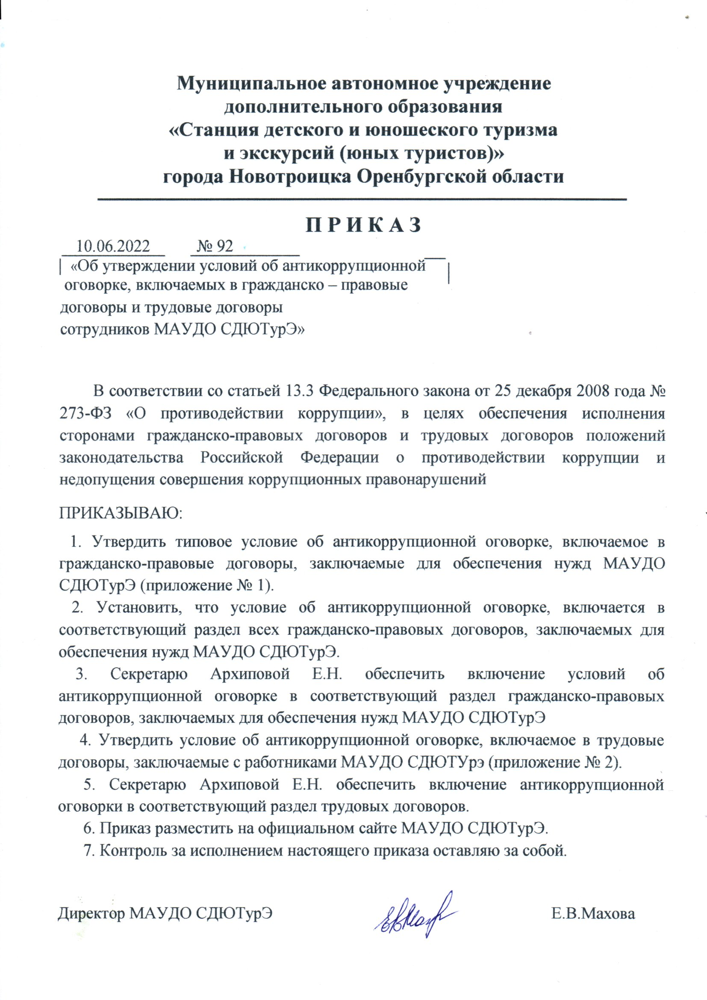 Муниципальное автономное учреждение
дополнительного образования
«Станция детского и юношеского туризма
и экскурсий (юных туристов)»
города Новотроицка Оренбургской области
П Р И К А З
10.06.2022 № 92
«Об утверждении условий об антикоррупционной
оговорке, включаемых в гражданско – правовые
договоры и трудовые договоры
сотрудников МАУДО СДЮТурЭ»
В соответствии со статьей 13.3 Федерального закона от 25 декабря 2008 года №
273-ФЗ «О противодействии коррупции», в целях обеспечения исполнения
сторонами гражданско-правовых договоров и трудовых договоров положений
законодательства Российской Федерации о противодействии коррупции и
недопущения совершения коррупционных правонарушений
ПРИКАЗЫВАЮ:
1. Утвердить типовое условие об антикоррупционной оговорке, включаемое в
гражданско-правовые договоры, заключаемые для обеспечения нужд МАУДО
СДЮТурЭ (приложение № 1).
2. Установить, что условие об антикоррупционной оговорке, включается в
соответствующий раздел всех гражданско-правовых договоров, заключаемых для
обеспечения нужд МАУДО СДЮТурЭ.
3. Секретарю Архиповой Е.Н. обеспечить включение условий об
антикоррупционной оговорке в соответствующий раздел гражданско-правовых
договоров, заключаемых для обеспечения нужд МАУДО СДЮТурЭ
4. Утвердить условие об антикоррупционной оговорке, включаемое в трудовые
договоры, заключаемые с работниками МАУДО СДЮТУрэ (приложение № 2).
5. Секретарю Архиповой Е.Н. обеспечить включение антикоррупционной
оговорки в соответствующий раздел трудовых договоров.
6. Приказ разместить на официальном сайте МАУДО СДЮТурЭ.
7. Контроль за исполнением настоящего приказа оставляю за собой.
Директор МАУДО СДЮТурЭ Е.В.Махова